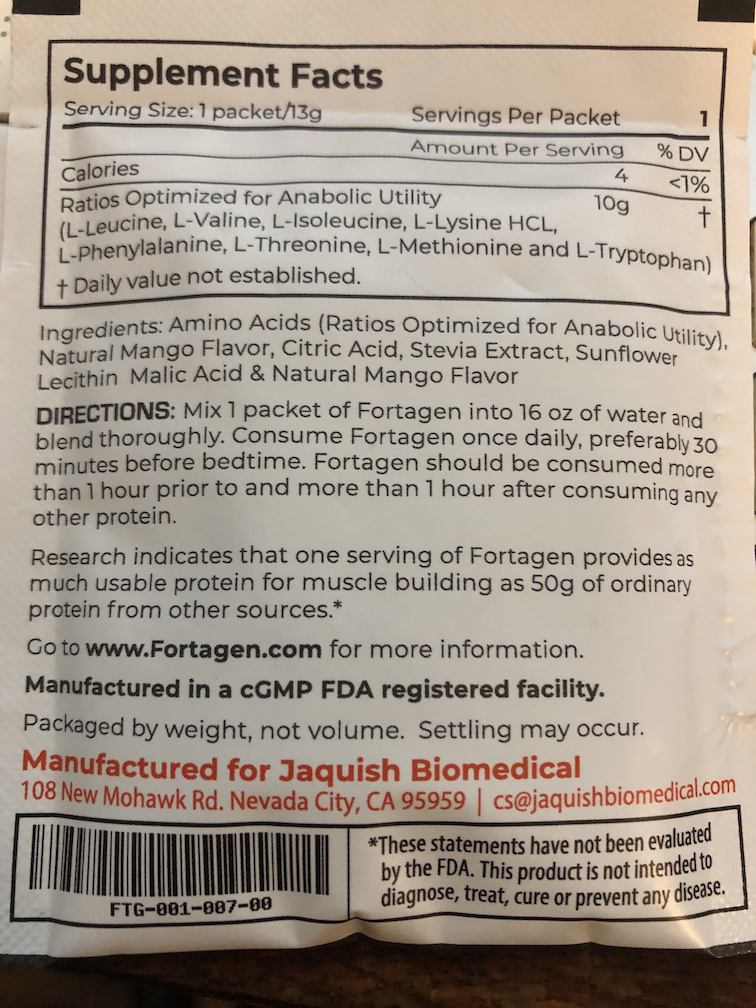 Supplement Facts
Serving Size: 1 packet/13g Servings Per Packet 1
Amount Per Serving % DV
Calories 4 <1%
Ratios Optimized for Anabolic Utility 10g †
(L-Leucine, L-Valine, L-Isoleucine, L-Lysine HCL,
L-Phenylalanine, L-Threonine, L-Methionine and L-Tryptophan)
† Daily value not established.
Ingredients: Amino Acids (Ratios Optimized for Anabolic Utility),
Natural Mango Flavor, Citric Acid, Stevia Extract, Sunflower
Lecithin Malic Acid & Natural Mango Flavor
DIRECTIONS: Mix 1 packet of Fortagen into 16 oz of water and
blend thoroughly. Consume Fortagen once daily, preferably 30
minutes before bedtime. Fortagen should be consumed more
than 1 hour prior to and more than 1 hour after consuming any
other protein.
Research indicates that one serving of Fortagen provides as
much usable protein for muscle building as 50g of ordinary
protein from other sources.*
Go to www.Fortagen.com for more information.
Manufactured in a cGMP FDA registered facility.
Packaged by weight, not volume. Settling may occur.
Manufactured for Jaquish Biomedical
108 New Mohawk Rd. Nevada City, CA 95959 | cs@jaquishbiomedical.com
FTG-001-007-00
*These statements have not been evaluated
by the FDA. This product is not intended to
diagnose, treat, cure or prevent any disease.